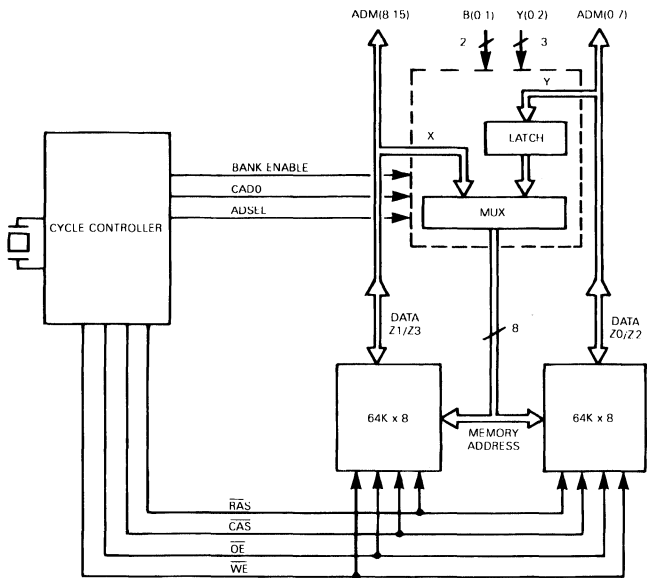 ADM(8 15)
B(0 1)
Y(0 2)
ADM(0 7)
2
3
Y
LATCH
X
BANK ENABLE
CAD0
ADSEL
CYCLE CONTROLLER
MUX
DATA
Z1/Z3
8
DATA
Z0/Z2
64K x 8
64K x 8
MEMORY
ADDRESS
RAS
CAS
OE
WE